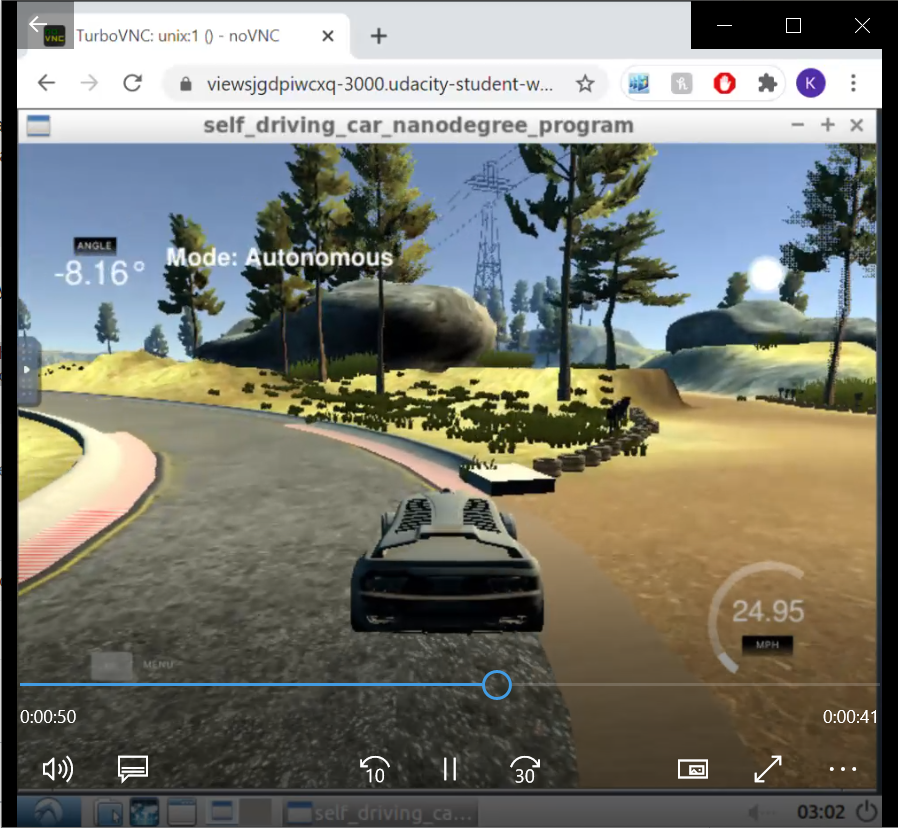 VNC TurboVNC: unix:1 () - noVNC
viewsjgdpiwcxq-3000.udacity-student-w...
K
self_driving_car_nanodegree_program
ANGLE
-8.16°
Mode: Autonomous
24.95
MPH
MENU
0:00:50
0:00:41
10
30
self_driving_ca...
03:02